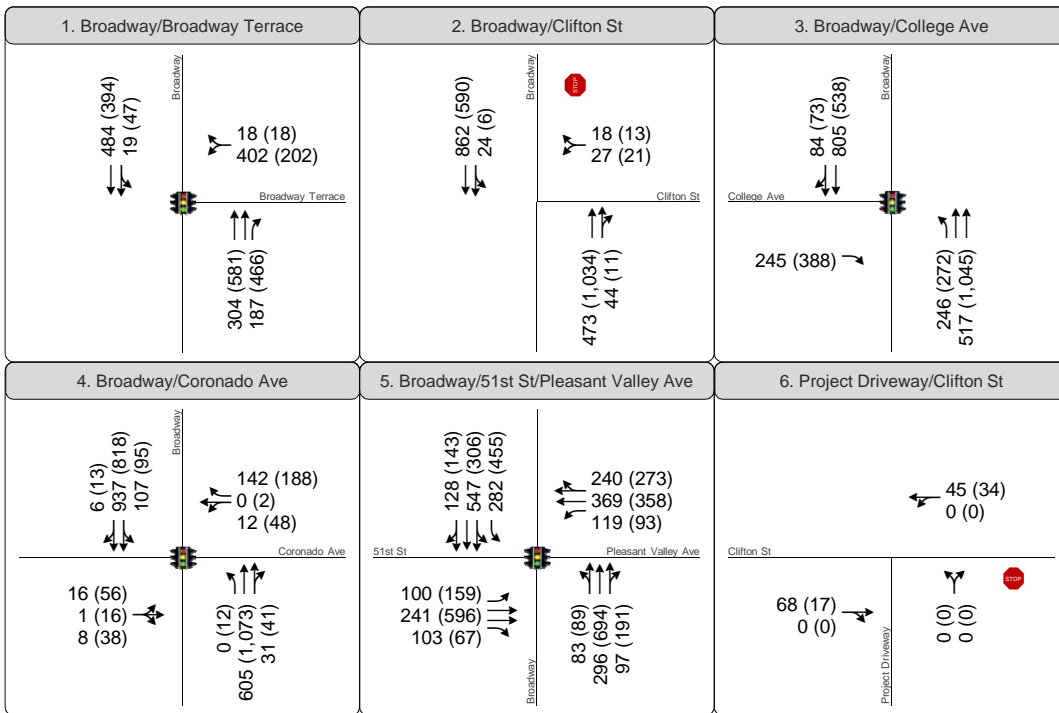 1. Broadway/Broadway Terrace
Broadway
484 (394)
19 (47)
18 (18)
402 (202)
Broadway Terrace
304 (581)
187 (466)
2. Broadway/Clifton St
Broadway
STOP
862 (590)
24 (6)
18 (13)
27 (21)
Clifton St
473 (1,034)
44 (11)
3. Broadway/College Ave
Broadway
84 (73)
805 (538)
College Ave
245 (388)
246 (272)
517 (1,045)
4. Broadway/Coronado Ave
Broadway
6 (13)
937 (818)
107 (95)
142 (188)
0 (2)
12 (48)
Coronado Ave
16 (56)
1 (16)
8 (38)
0 (12)
605 (1,073)
31 (41)
5. Broadway/51st St/Pleasant Valley Ave
128 (143)
547 (306)
282 (455)
240 (273)
369 (358)
119 (93)
51st St
Pleasant Valley Ave
100 (159)
241 (596)
103 (67)
83 (89)
296 (694)
97 (191)
Broadway
6. Project Driveway/Clifton St
45 (34)
0 (0)
Clifton St
STOP
68 (17)
0 (0)
0 (0)
0 (0)
Project Driveway